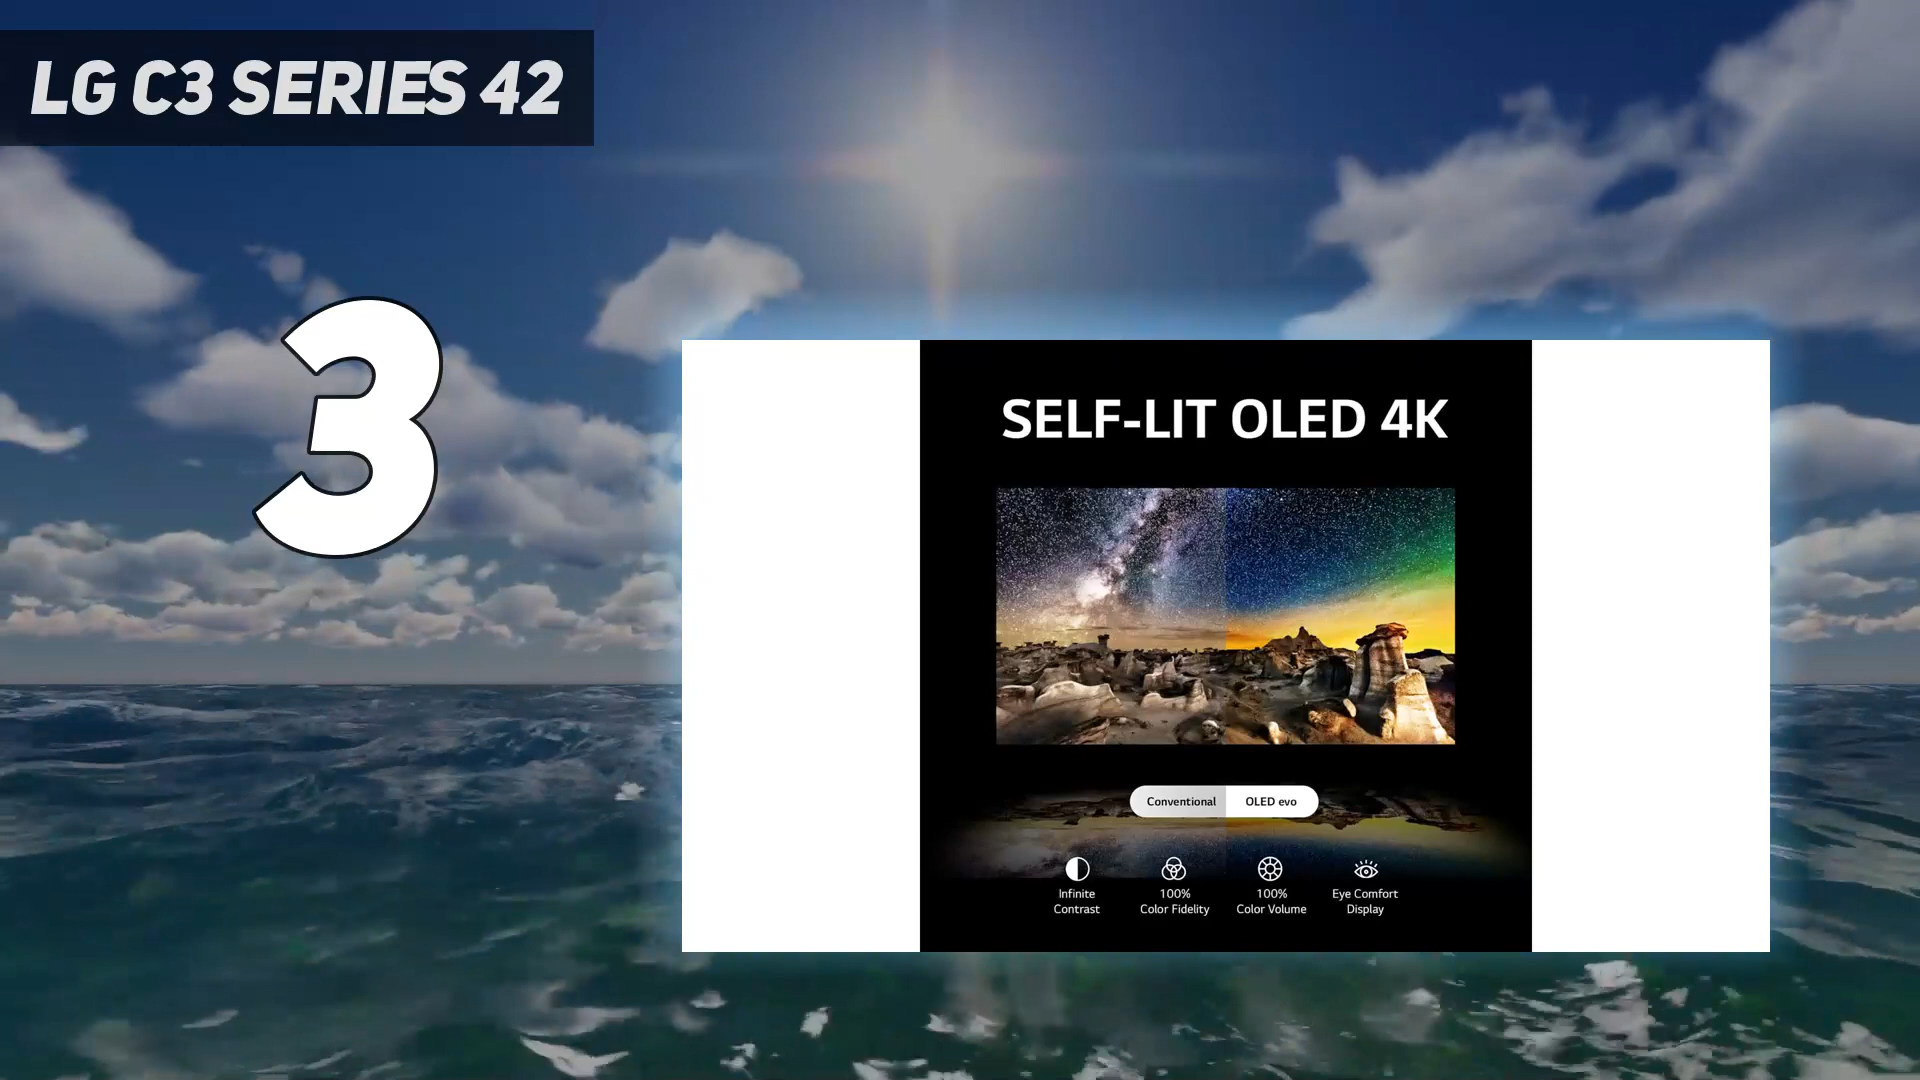 LG C3 SERIES 42
3
SELF-LIT OLED 4K
Conventional OLED evo
Infinite Contrast
100% Color Fidelity
100% Color Volume
Eye Comfort Display